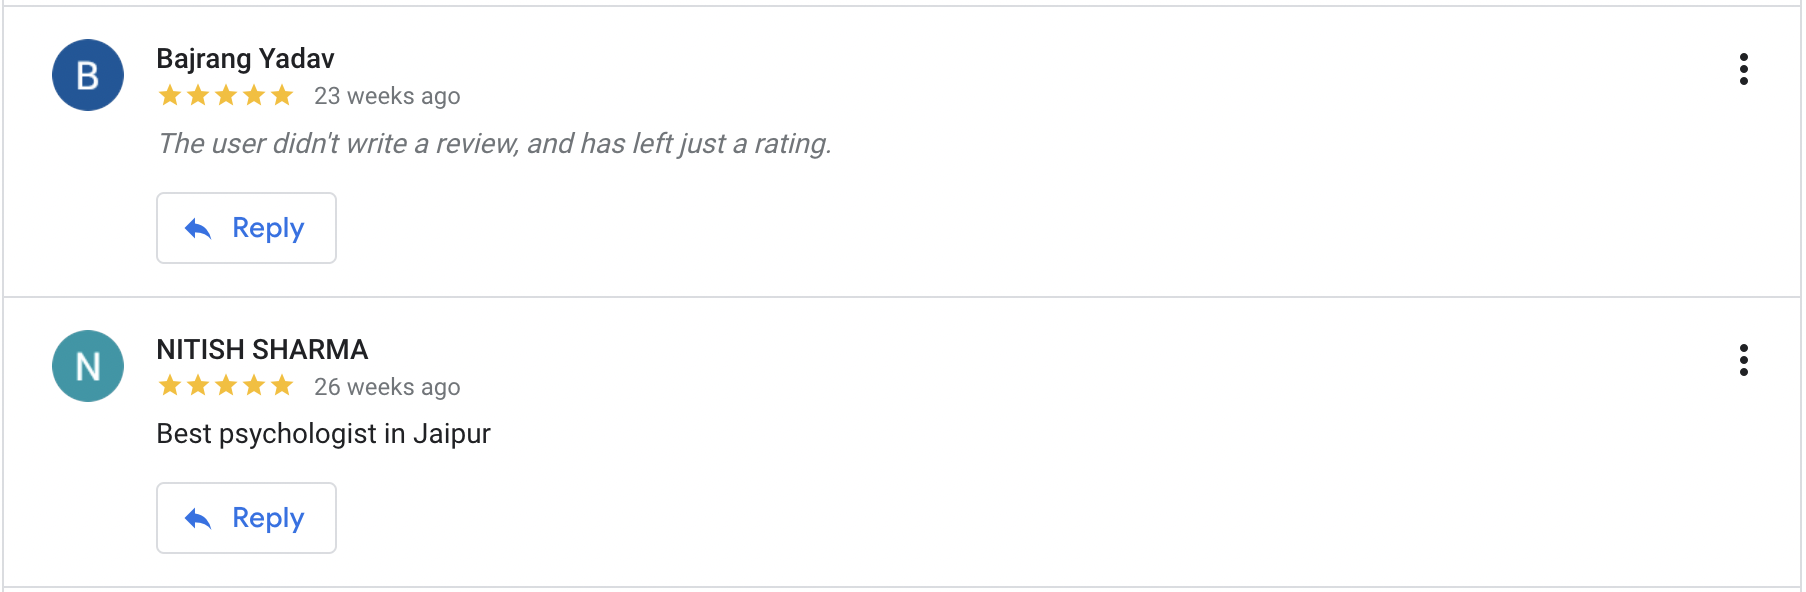 B
Bajrang Yadav
23 weeks ago
The user didn't write a review, and has left just a rating.
Reply
N
NITISH SHARMA
26 weeks ago
Best psychologist in Jaipur
Reply